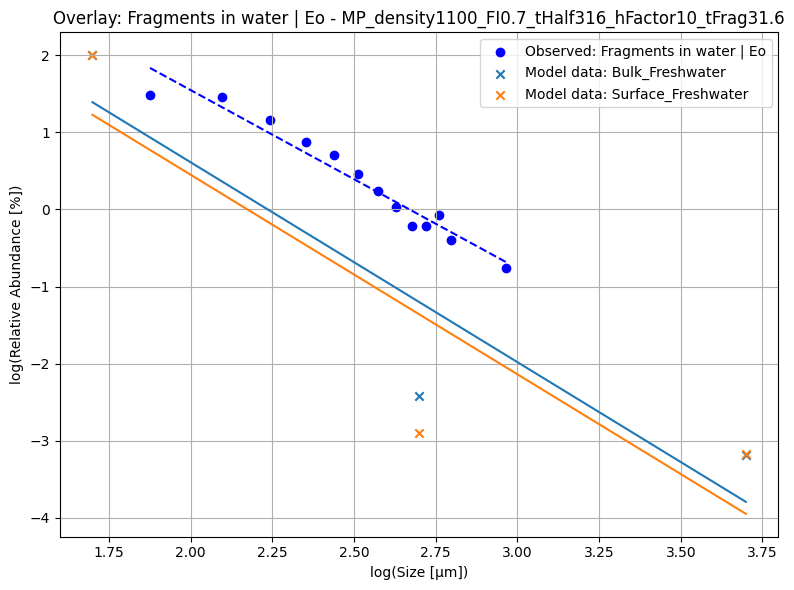 Overlay: Fragments in water | Eo - MP_density1100_FI0.7_tHalf316_hFactor10_tFrag31.6
Observed: Fragments in water | Eo
Model data: Bulk_Freshwater
Model data: Surface_Freshwater
log(Relative Abundance [%])
2
1
0
−1
−2
−3
−4
1.75
2.00
2.25
2.50
2.75
3.00
3.25
3.50
3.75
log(Size [μm])